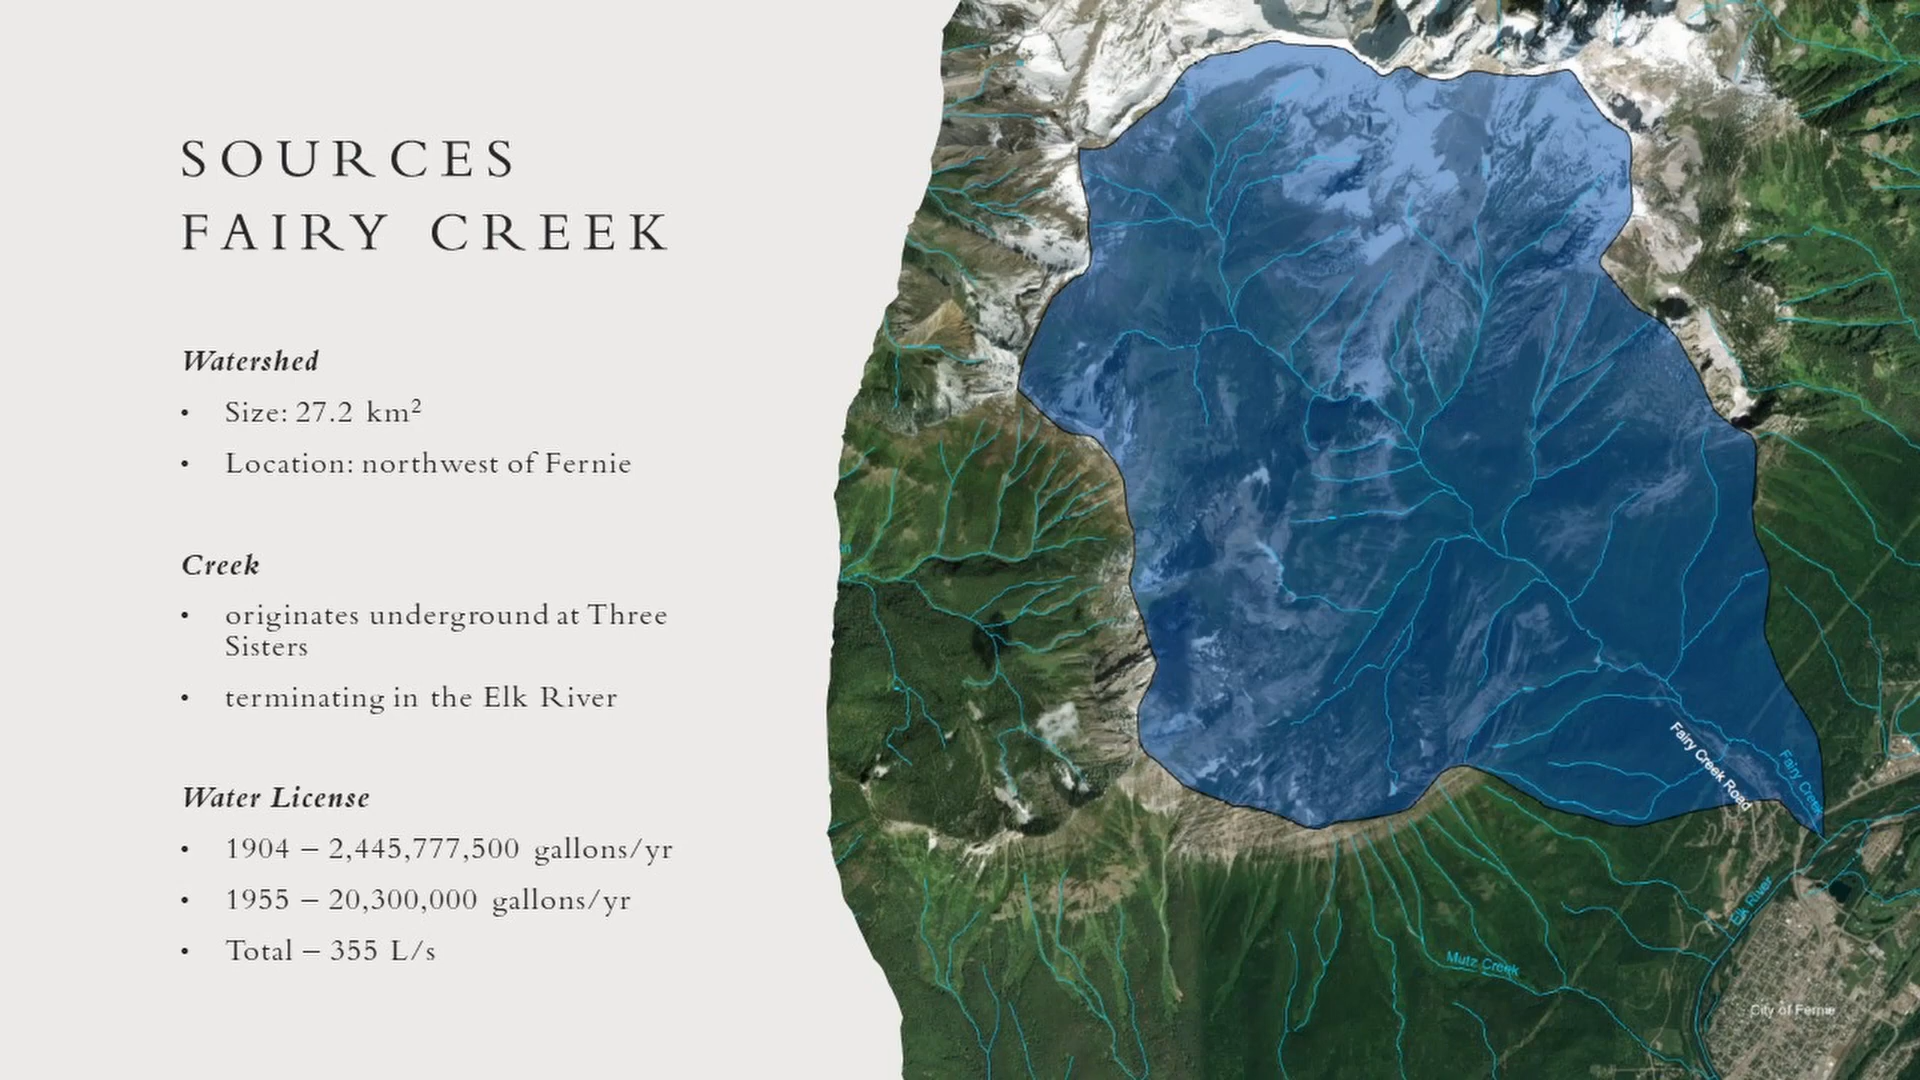 SOURCES
FAIRY CREEK
Watershed
• Size: 27.2 km²
• Location: northwest of Fernie
Creek
• originates underground at Three
Sisters
• terminating in the Elk River
Water License
• 1904 – 2,445,777,500 gallons/yr
• 1955 – 20,300,000 gallons/yr
• Total – 355 L/s
Fairy Creek Road
Fairy Creek
Elk River
Mutz Creek
City of Fernie